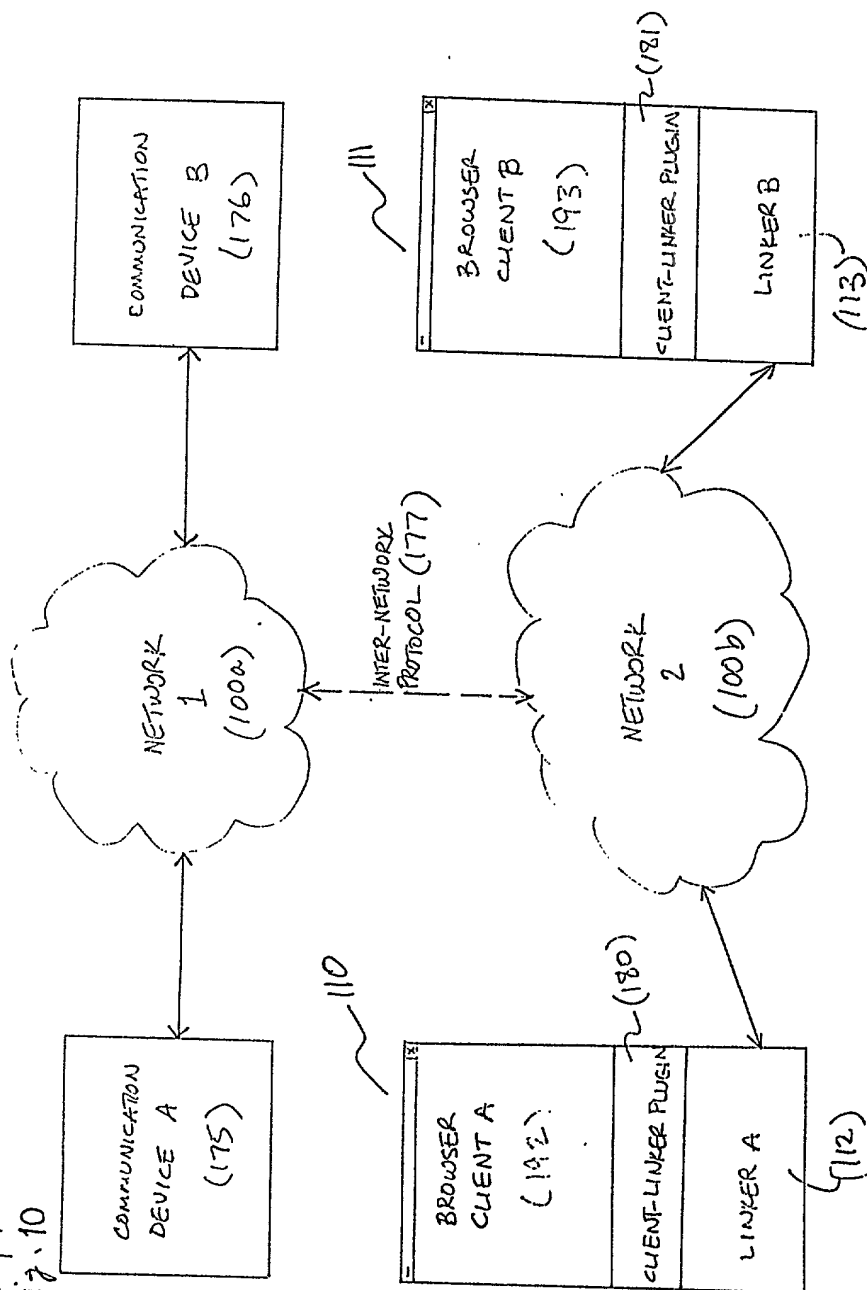 Fig. 10
COMMUNICATION
DEVICE A
(175)
NETWORK
1
(100a)
COMMUNICATION
DEVICE B
(176)
INTER-NETWORK
PROTOCOL (177)
110
BROWSER
CLIENT A
(192)
CLIENT-LINKER PLUGIN
(180)
LINKER A
(112)
NETWORK
2
(100b)
111
BROWSER
CLIENT B
(193)
CLIENT-LINKER PLUGIN
(181)
LINKER B
(113)